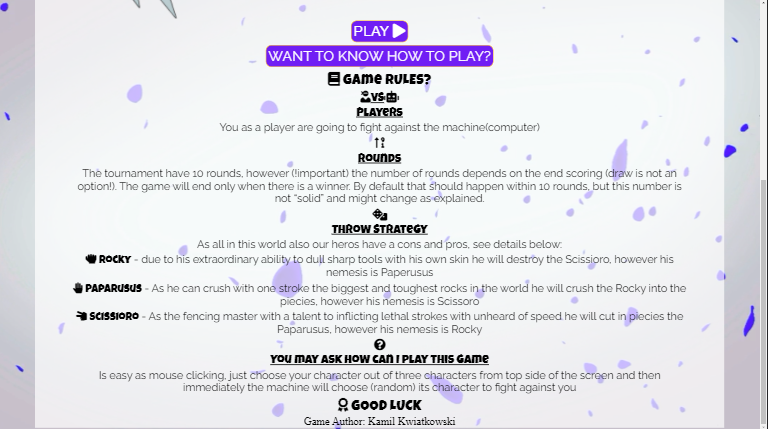 PLAY
WANT TO KNOW HOW TO PLAY?
Game Rules?
VS
Players
You as a player are going to fight against the machine(computer)
Rounds
The tournament have 10 rounds, however (!important) the number of rounds depends on the end scoring (draw is not an
option!). The game will end only when there is a winner. By default that should happen within 10 rounds, but this number is
not "solid" and might change as explained.
Throw Strategy
As all in this world also our heros have a cons and pros, see details below:
Rocky - due to his extraordinary ability to dull sharp tools with his own skin he will destroy the Scissioro, however his
nemesis is Paperusus
Paparusus - As he can crush with one stroke the biggest and toughest rocks in the world he will crush the Rocky into the
piecies, however his nemesis is Scissoro
Scissioro - As the fencing master with a talent to inflicting lethal strokes with unheard of speed he will cut in piecies the
Paparusus, however his nemesis is Rocky
You may ask how can I play this game
Is easy as mouse clicking, just choose your character out of three characters from top side of the screen and then
immediately the machine will choose (random) its character to fight against you
Good Luck
Game Author: Kamil Kwiatkowski